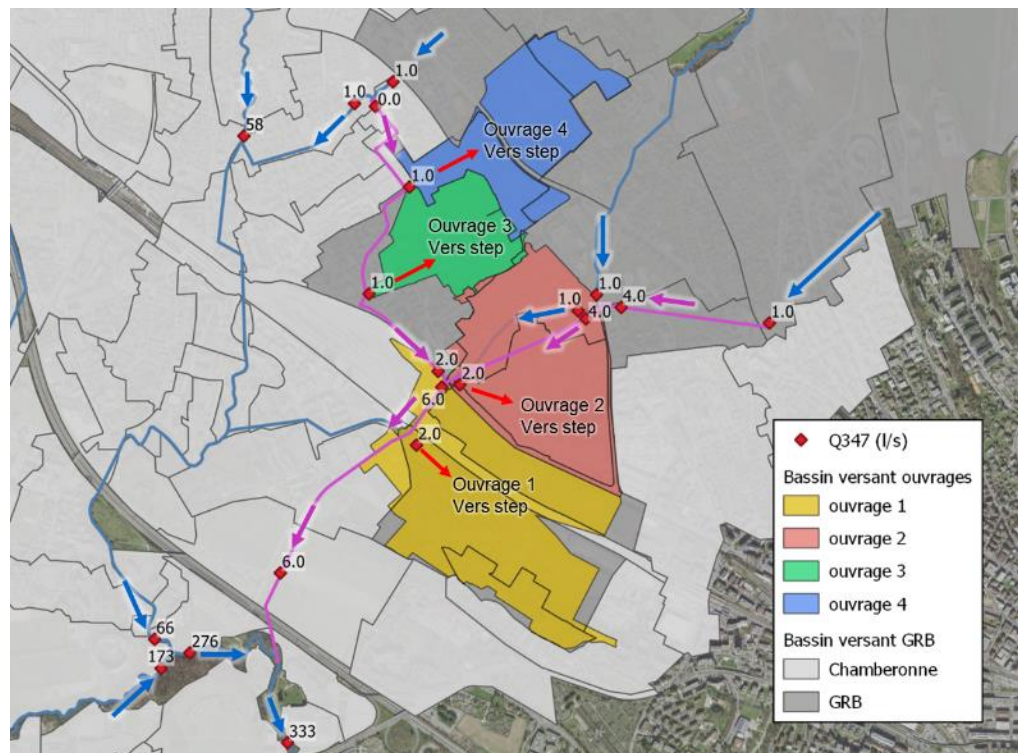 1.0
1.0
0.0
58
Ouvrage 4
Vers step
1.0
Ouvrage 3
Vers step
1.0
1.0
4.0
1.0
4.0
1.0
2.0
2.0
6.0
Ouvrage 2
Vers step
2.0
Ouvrage 1
Vers step
6.0
66
276
173
333
Q347 (l/s)
Bassin versant ouvrages
ouvrage 1
ouvrage 2
ouvrage 3
ouvrage 4
Bassin versant GRB
Chamberonne
GRB